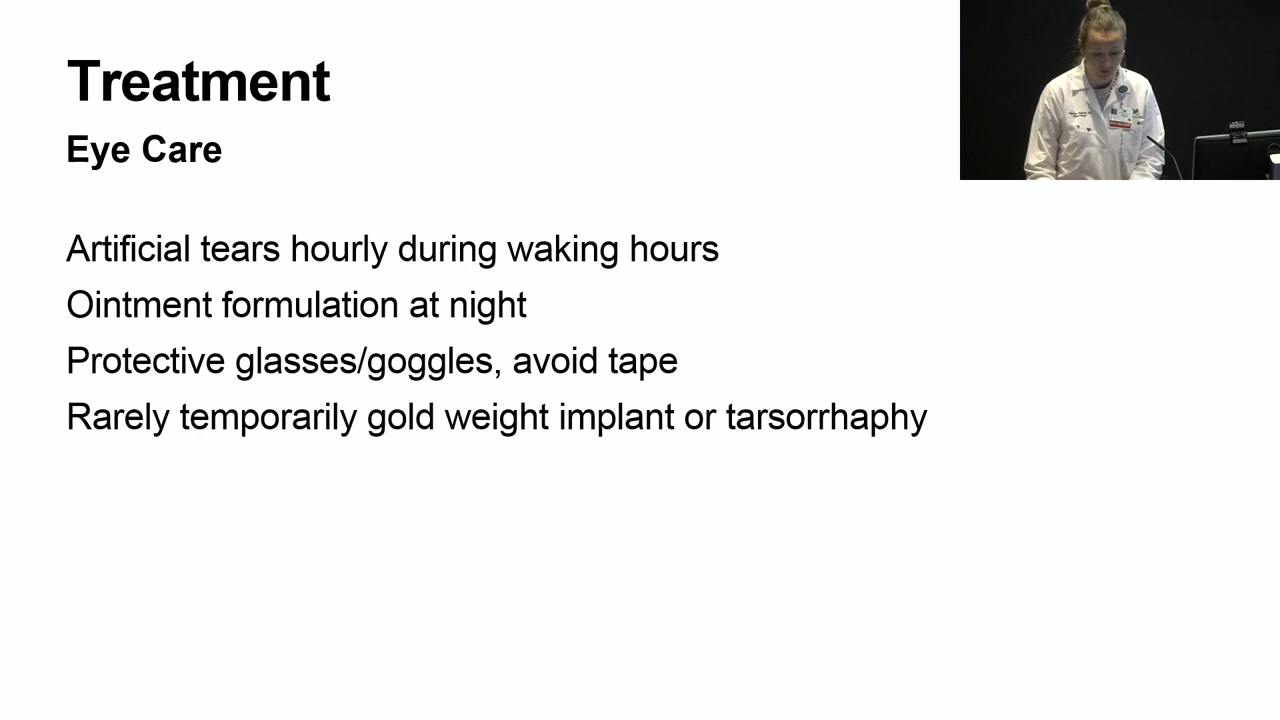 Treatment
Eye Care
Artificial tears hourly during waking hours
Ointment formulation at night
Protective glasses/goggles, avoid tape
Rarely temporarily gold weight implant or tarsorrhaphy